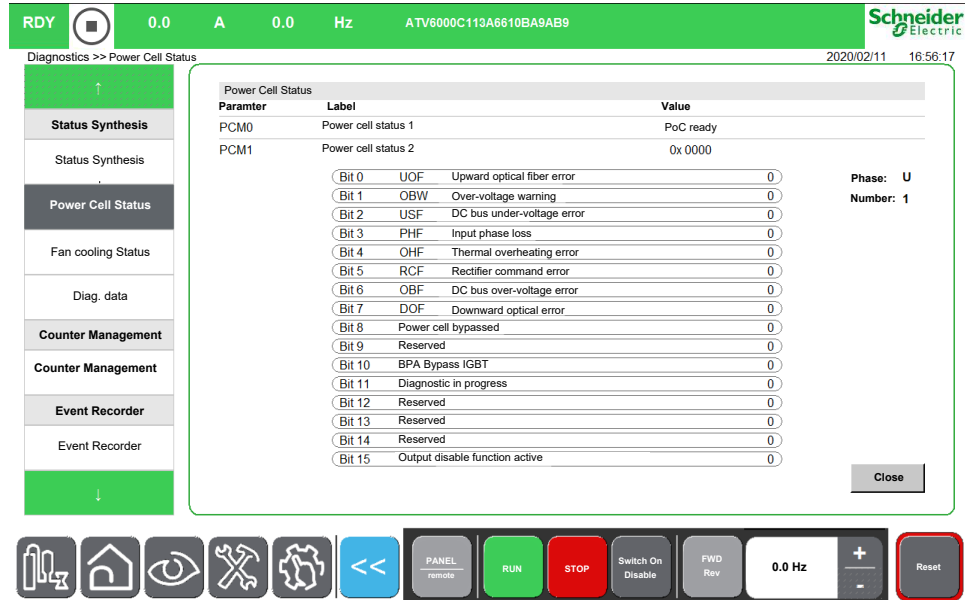 RDY 0.0 A 0.0 Hz ATV6000C113A6610BA9AB9 Schneider Electric
Diagnostics >> Power Cell Status 2020/02/11 16:56:17
↑
Status Synthesis
Status Synthesis
Power Cell Status
Fan cooling Status
Diag. data
Counter Management
Counter Management
Event Recorder
Event Recorder
↓
Power Cell Status
Paramter Label Value
PCM0 Power cell status 1 PoC ready
PCM1 Power cell status 2 0x 0000
Bit 0 UOF Upward optical fiber error 0
Bit 1 OBW Over-voltage warning 0
Bit 2 USF DC bus under-voltage error 0
Bit 3 PHF Input phase loss 0
Bit 4 OHF Thermal overheating error 0
Bit 5 RCF Rectifier command error 0
Bit 6 OBF DC bus over-voltage error 0
Bit 7 DOF Downward optical error 0
Bit 8 Power cell bypassed 0
Bit 9 Reserved 0
Bit 10 BPA Bypass IGBT 0
Bit 11 Diagnostic in progress 0
Bit 12 Reserved 0
Bit 13 Reserved 0
Bit 14 Reserved 0
Bit 15 Output disable function active 0
Phase: U
Number: 1
Close
<<
PANEL
remote
RUN
STOP
Switch On
Disable
FWD
Rev
0.0 Hz
+
-
Reset